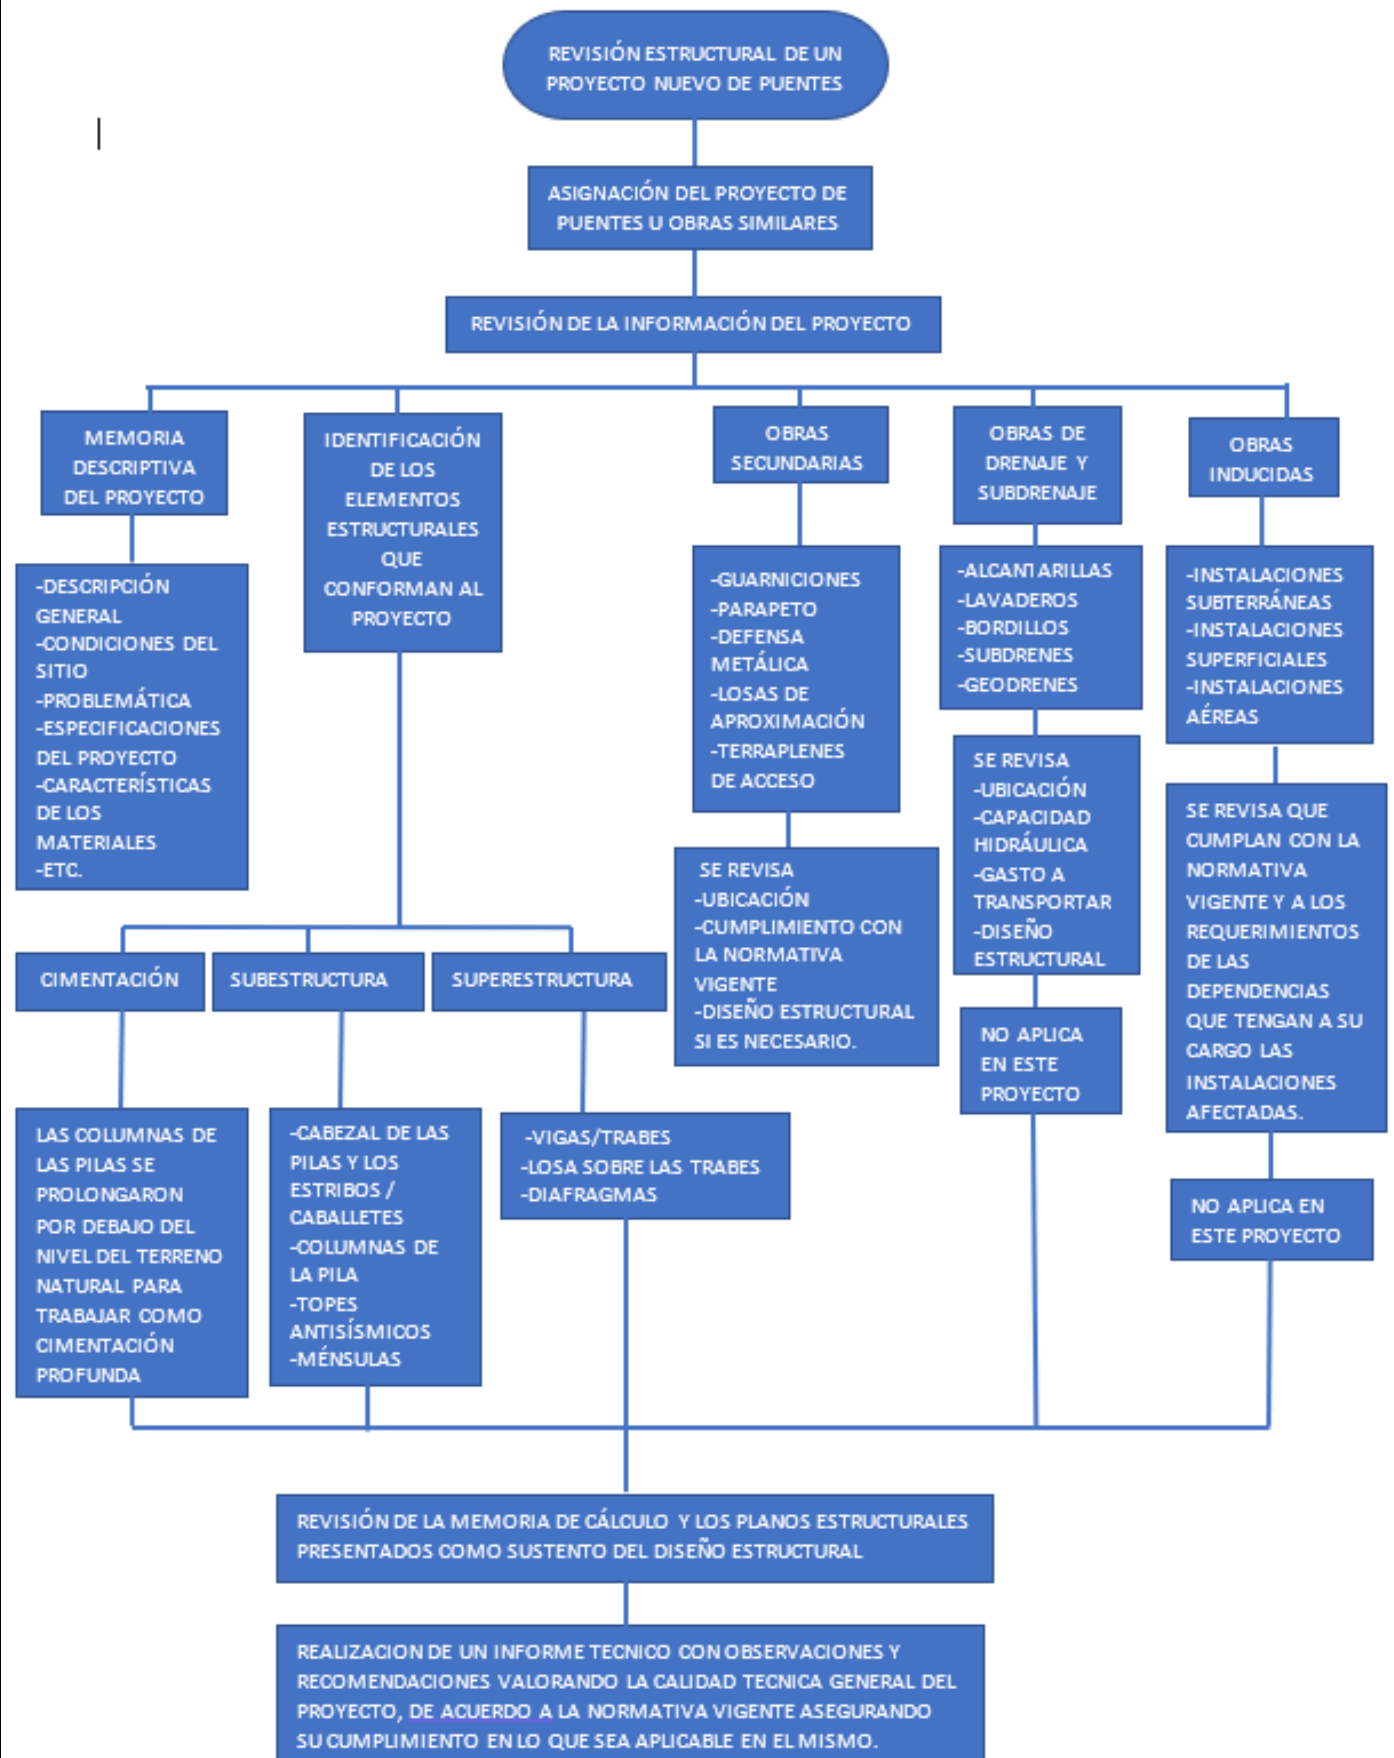 REVISIÓN ESTRUCTURAL DE UN
PROYECTO NUEVO DE PUENTES
ASIGNACIÓN DEL PROYECTO DE
PUENTES U OBRAS SIMILARES
REVISIÓN DE LA INFORMACIÓN DEL PROYECTO
MEMORIA
DESCRIPTIVA
DEL PROYECTO
-DESCRIPCIÓN
GENERAL
-CONDICIONES DEL
SITIO
-PROBLEMÁTICA
-ESPECIFICACIONES
DEL PROYECTO
-CARACTERÍSTICAS
DE LOS
MATERIALES
-ETC.
IDENTIFICACIÓN
DE LOS
ELEMENTOS
ESTRUCTURALES
QUE
CONFORMAN AL
PROYECTO
CIMENTACIÓN
LAS COLUMNAS DE
LAS PILAS SE
PROLONGARON
POR DEBAJO DEL
NIVEL DEL TERRENO
NATURAL PARA
TRABAJAR COMO
CIMENTACIÓN
PROFUNDA
SUBESTRUCTURA
-CABEZAL DE LAS
PILAS Y LOS
ESTRIBOS /
CABALLETES
-COLUMNAS DE
LA PILA
-TOPES
ANTISÍSMICOS
-MÉNSULAS
SUPERESTRUCTURA
-VIGAS/TRABES
-LOSA SOBRE LAS TRABES
-DIAFRAGMAS
OBRAS
SECUNDARIAS
-GUARNICIONES
-PARAPETO
-DEFENSA
METÁLICA
-LOSAS DE
APROXIMACIÓN
-TERRAPLENES
DE ACCESO
SE REVISA
-UBICACIÓN
-CUMPLIMIENTO CON
LA NORMATIVA
VIGENTE
-DISEÑO ESTRUCTURAL
SI ES NECESARIO.
OBRAS DE
DRENAJE Y
SUBDRENAJE
-ALCANTARILLAS
-LAVADEROS
-BORDILLOS
-SUBDRENES
-GEODRENES
SE REVISA
-UBICACIÓN
-CAPACIDAD
HIDRÁULICA
-GASTO A
TRANSPORTAR
-DISEÑO
ESTRUCTURAL
NO APLICA
EN ESTE
PROYECTO
OBRAS
INDUCIDAS
-INSTALACIONES
SUBTERRÁNEAS
-INSTALACIONES
SUPERFICIALES
-INSTALACIONES
AÉREAS
SE REVISA QUE
CUMPLAN CON LA
NORMATIVA
VIGENTE Y A LOS
REQUERIMIENTOS
DE LAS
DEPENDENCIAS
QUE TENGAN A SU
CARGO LAS
INSTALACIONES
AFECTADAS.
NO APLICA EN
ESTE PROYECTO
REVISIÓN DE LA MEMORIA DE CÁLCULO Y LOS PLANOS ESTRUCTURALES
PRESENTADOS COMO SUSTENTO DEL DISEÑO ESTRUCTURAL
REALIZACION DE UN INFORME TECNICO CON OBSERVACIONES Y
RECOMENDACIONES VALORANDO LA CALIDAD TECNICA GENERAL DEL
PROYECTO, DE ACUERDO A LA NORMATIVA VIGENTE ASEGURANDO
SU CUMPLIMIENTO EN LO QUE SEA APLICABLE EN EL MISMO.